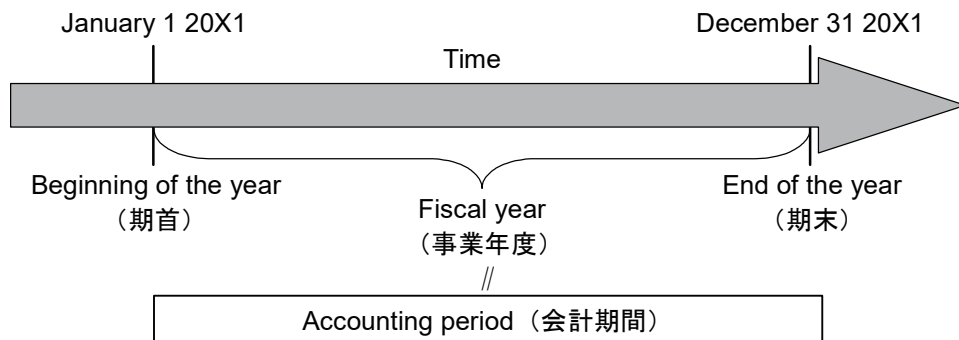 January 1 20X1
December 31 20X1
Time
Beginning of the year
（期首）
Fiscal year
（事業年度）
End of the year
（期末）
//
Accounting period（会計期間）